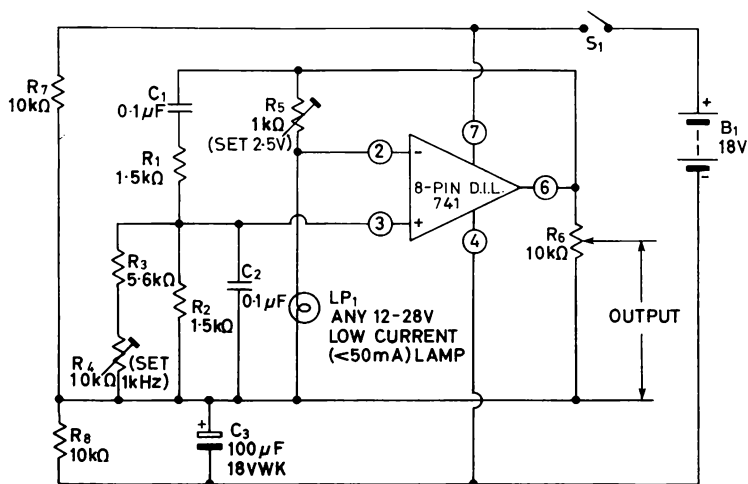 S1
R7
10kΩ
C1
0·1µF
R5
1kΩ
(SET 2·5V)
+
B1
18V
-
7
R1
1·5kΩ
2
-
8-PIN D.I.L.
741
6
3
+
4
R6
10kΩ
R3
5·6kΩ
C2
0·1µF
R2
1·5kΩ
LP1
ANY 12-28V
LOW CURRENT
(<50mA) LAMP
OUTPUT
R4
10kΩ
(SET
1kHz)
R8
10kΩ
+
C3
100µF
18VWK